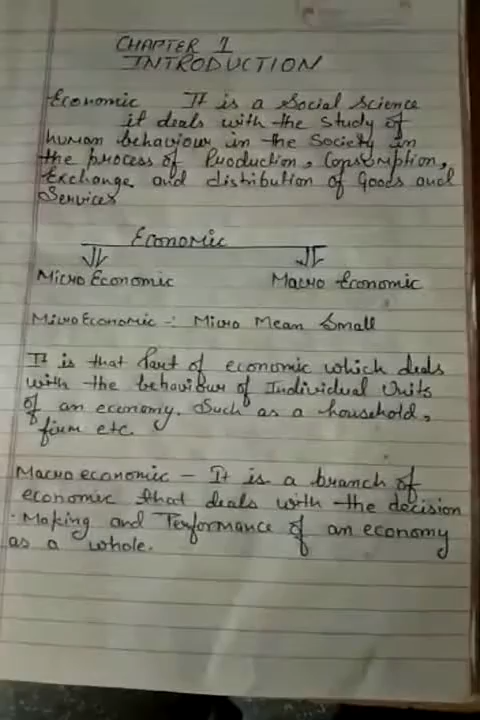 CHAPTER 1
INTRODUCTION
Economic It is a Social Science
it deals with the study of
human behaviour in the Society in
the process of Production, Consomption,
Exchange and distribution of Goods and
Services
Economic
Micro Economic Macro Economic
Micro Economic -: Micro Mean Small
It is that Part of economic which deals
with the behaviour of Individual Units
of an economy. Such as a household,
firm etc.
Macro economic - It is a branch of
economic that deals with the decision
-Making and Performance of an economy
as a whole.